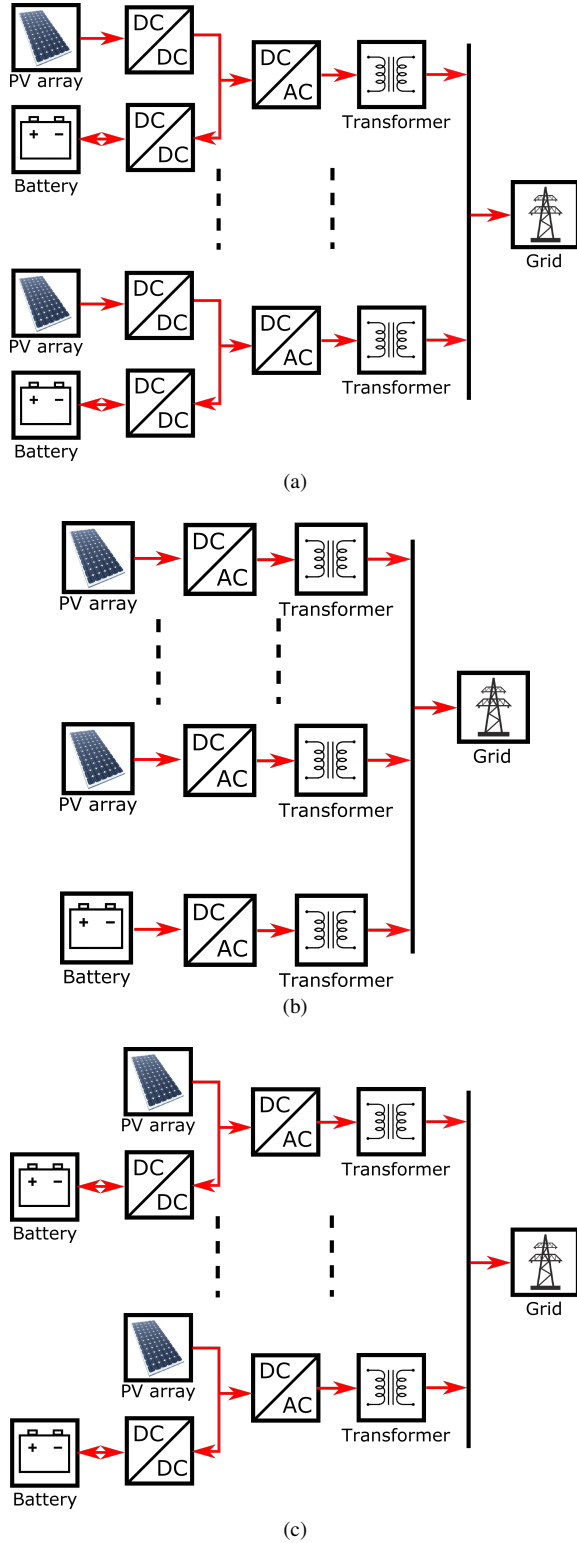 DC
DC
PV array
DC
AC
Transformer
DC
DC
+ −
Battery
Grid
DC
DC
PV array
DC
AC
Transformer
DC
DC
+ −
Battery
(a)
DC
AC
PV array
Transformer
Grid
DC
AC
PV array
Transformer
DC
AC
+ −
Battery
Transformer
(b)
PV array
DC
AC
Transformer
DC
DC
+ −
Battery
Grid
PV array
DC
AC
Transformer
DC
DC
+ −
Battery
(c)